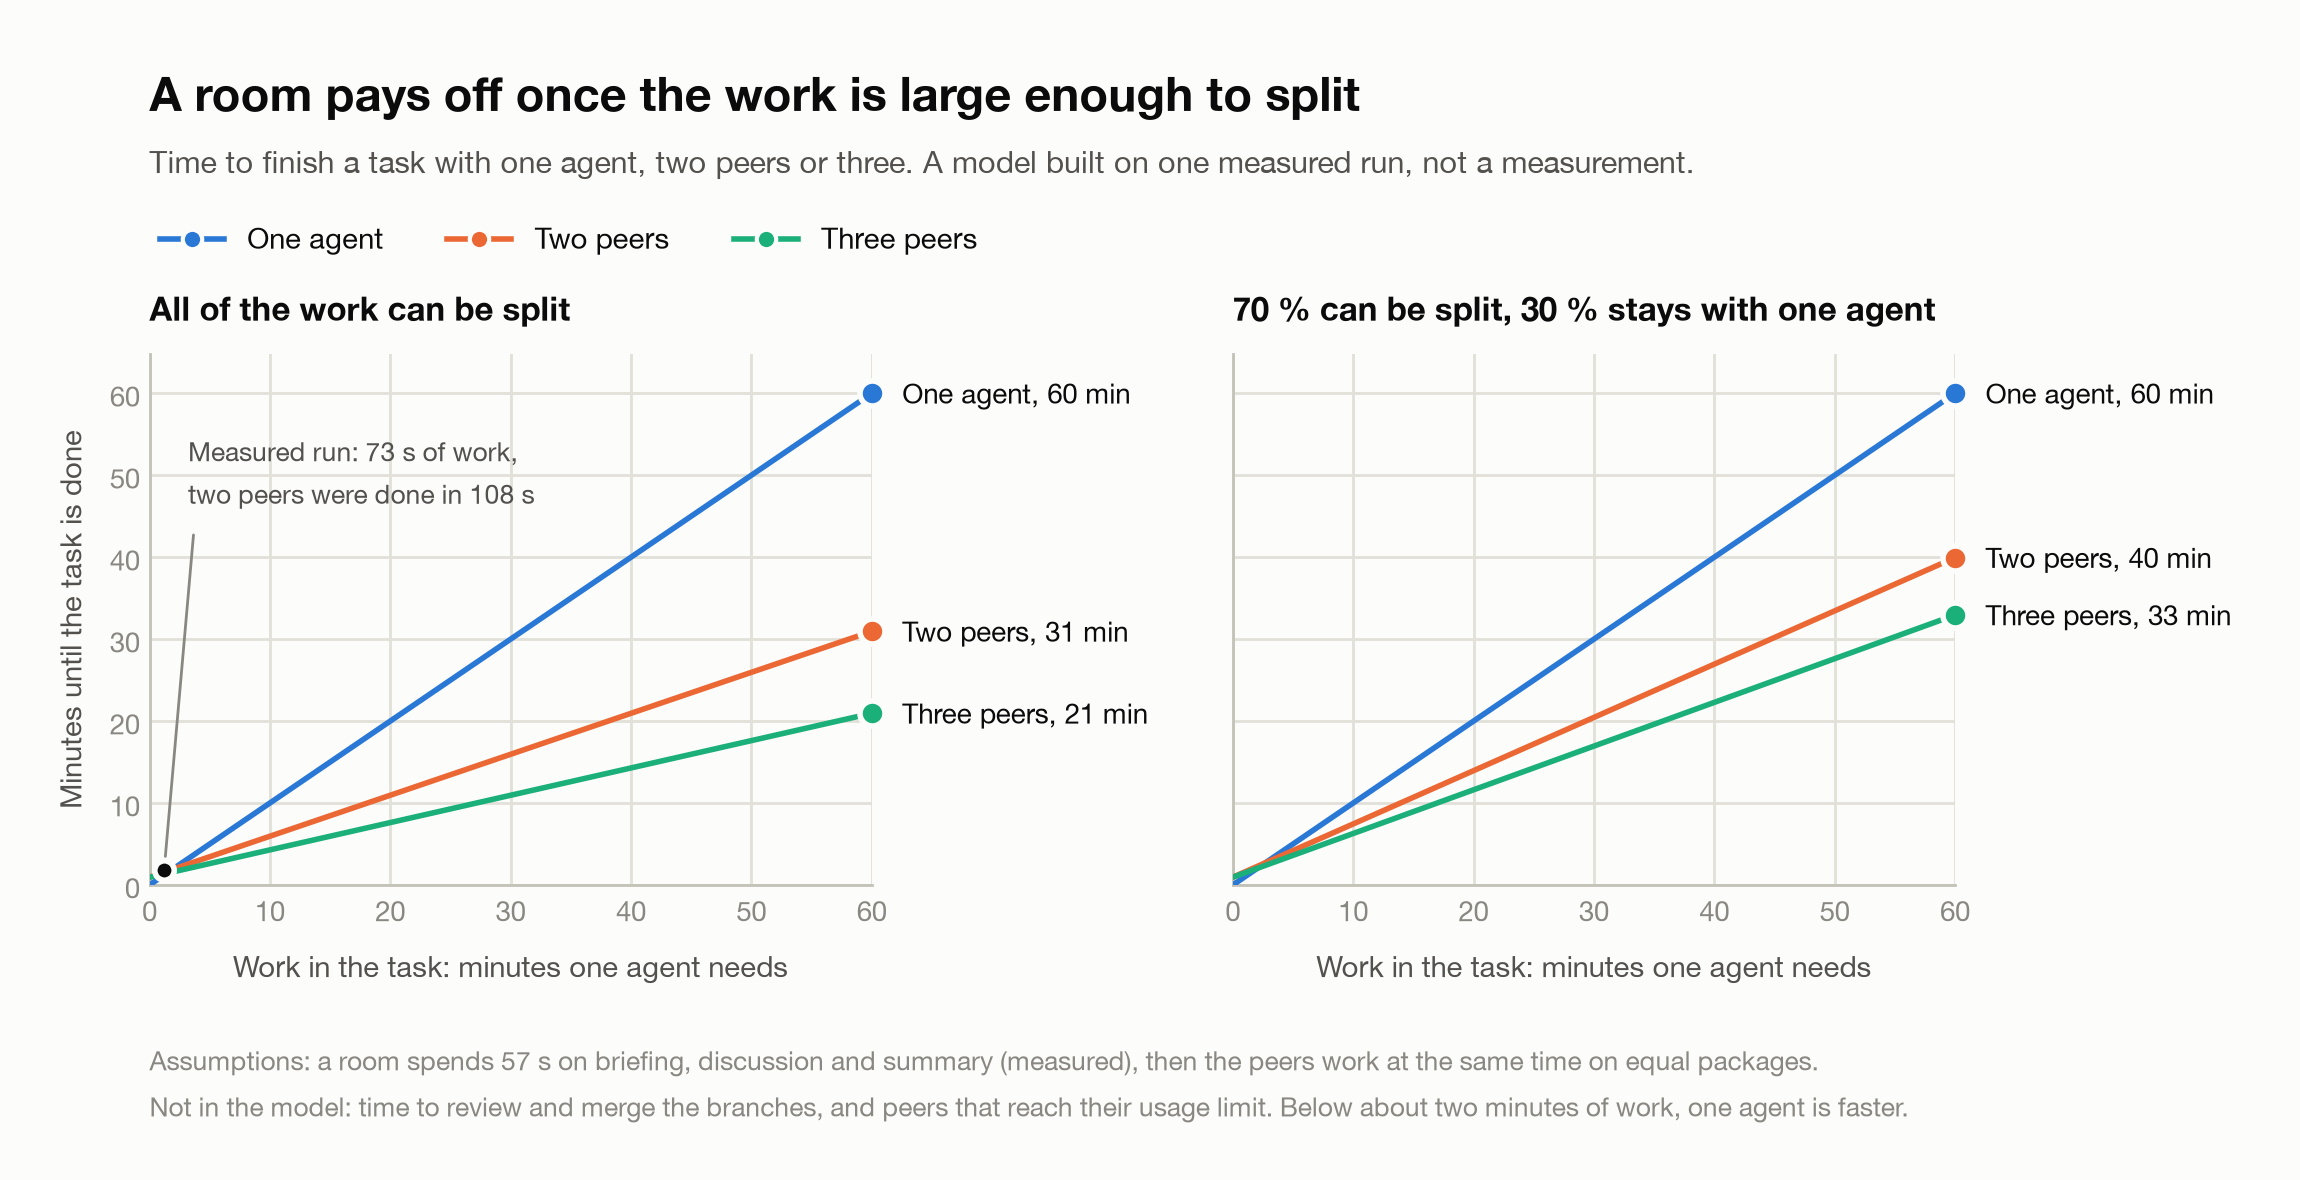 A room pays off once the work is large enough to split
Time to finish a task with one agent, two peers or three. A model built on one measured run, not a measurement.
One agent
Two peers
Three peers
All of the work can be split
Minutes until the task is done
60
50
40
30
20
10
0
Measured run: 73 s of work,
two peers were done in 108 s
One agent, 60 min
Two peers, 31 min
Three peers, 21 min
0 10 20 30 40 50 60
Work in the task: minutes one agent needs
70 % can be split, 30 % stays with one agent
One agent, 60 min
Two peers, 40 min
Three peers, 33 min
0 10 20 30 40 50 60
Work in the task: minutes one agent needs
Assumptions: a room spends 57 s on briefing, discussion and summary (measured), then the peers work at the same time on equal packages.
Not in the model: time to review and merge the branches, and peers that reach their usage limit. Below about two minutes of work, one agent is faster.